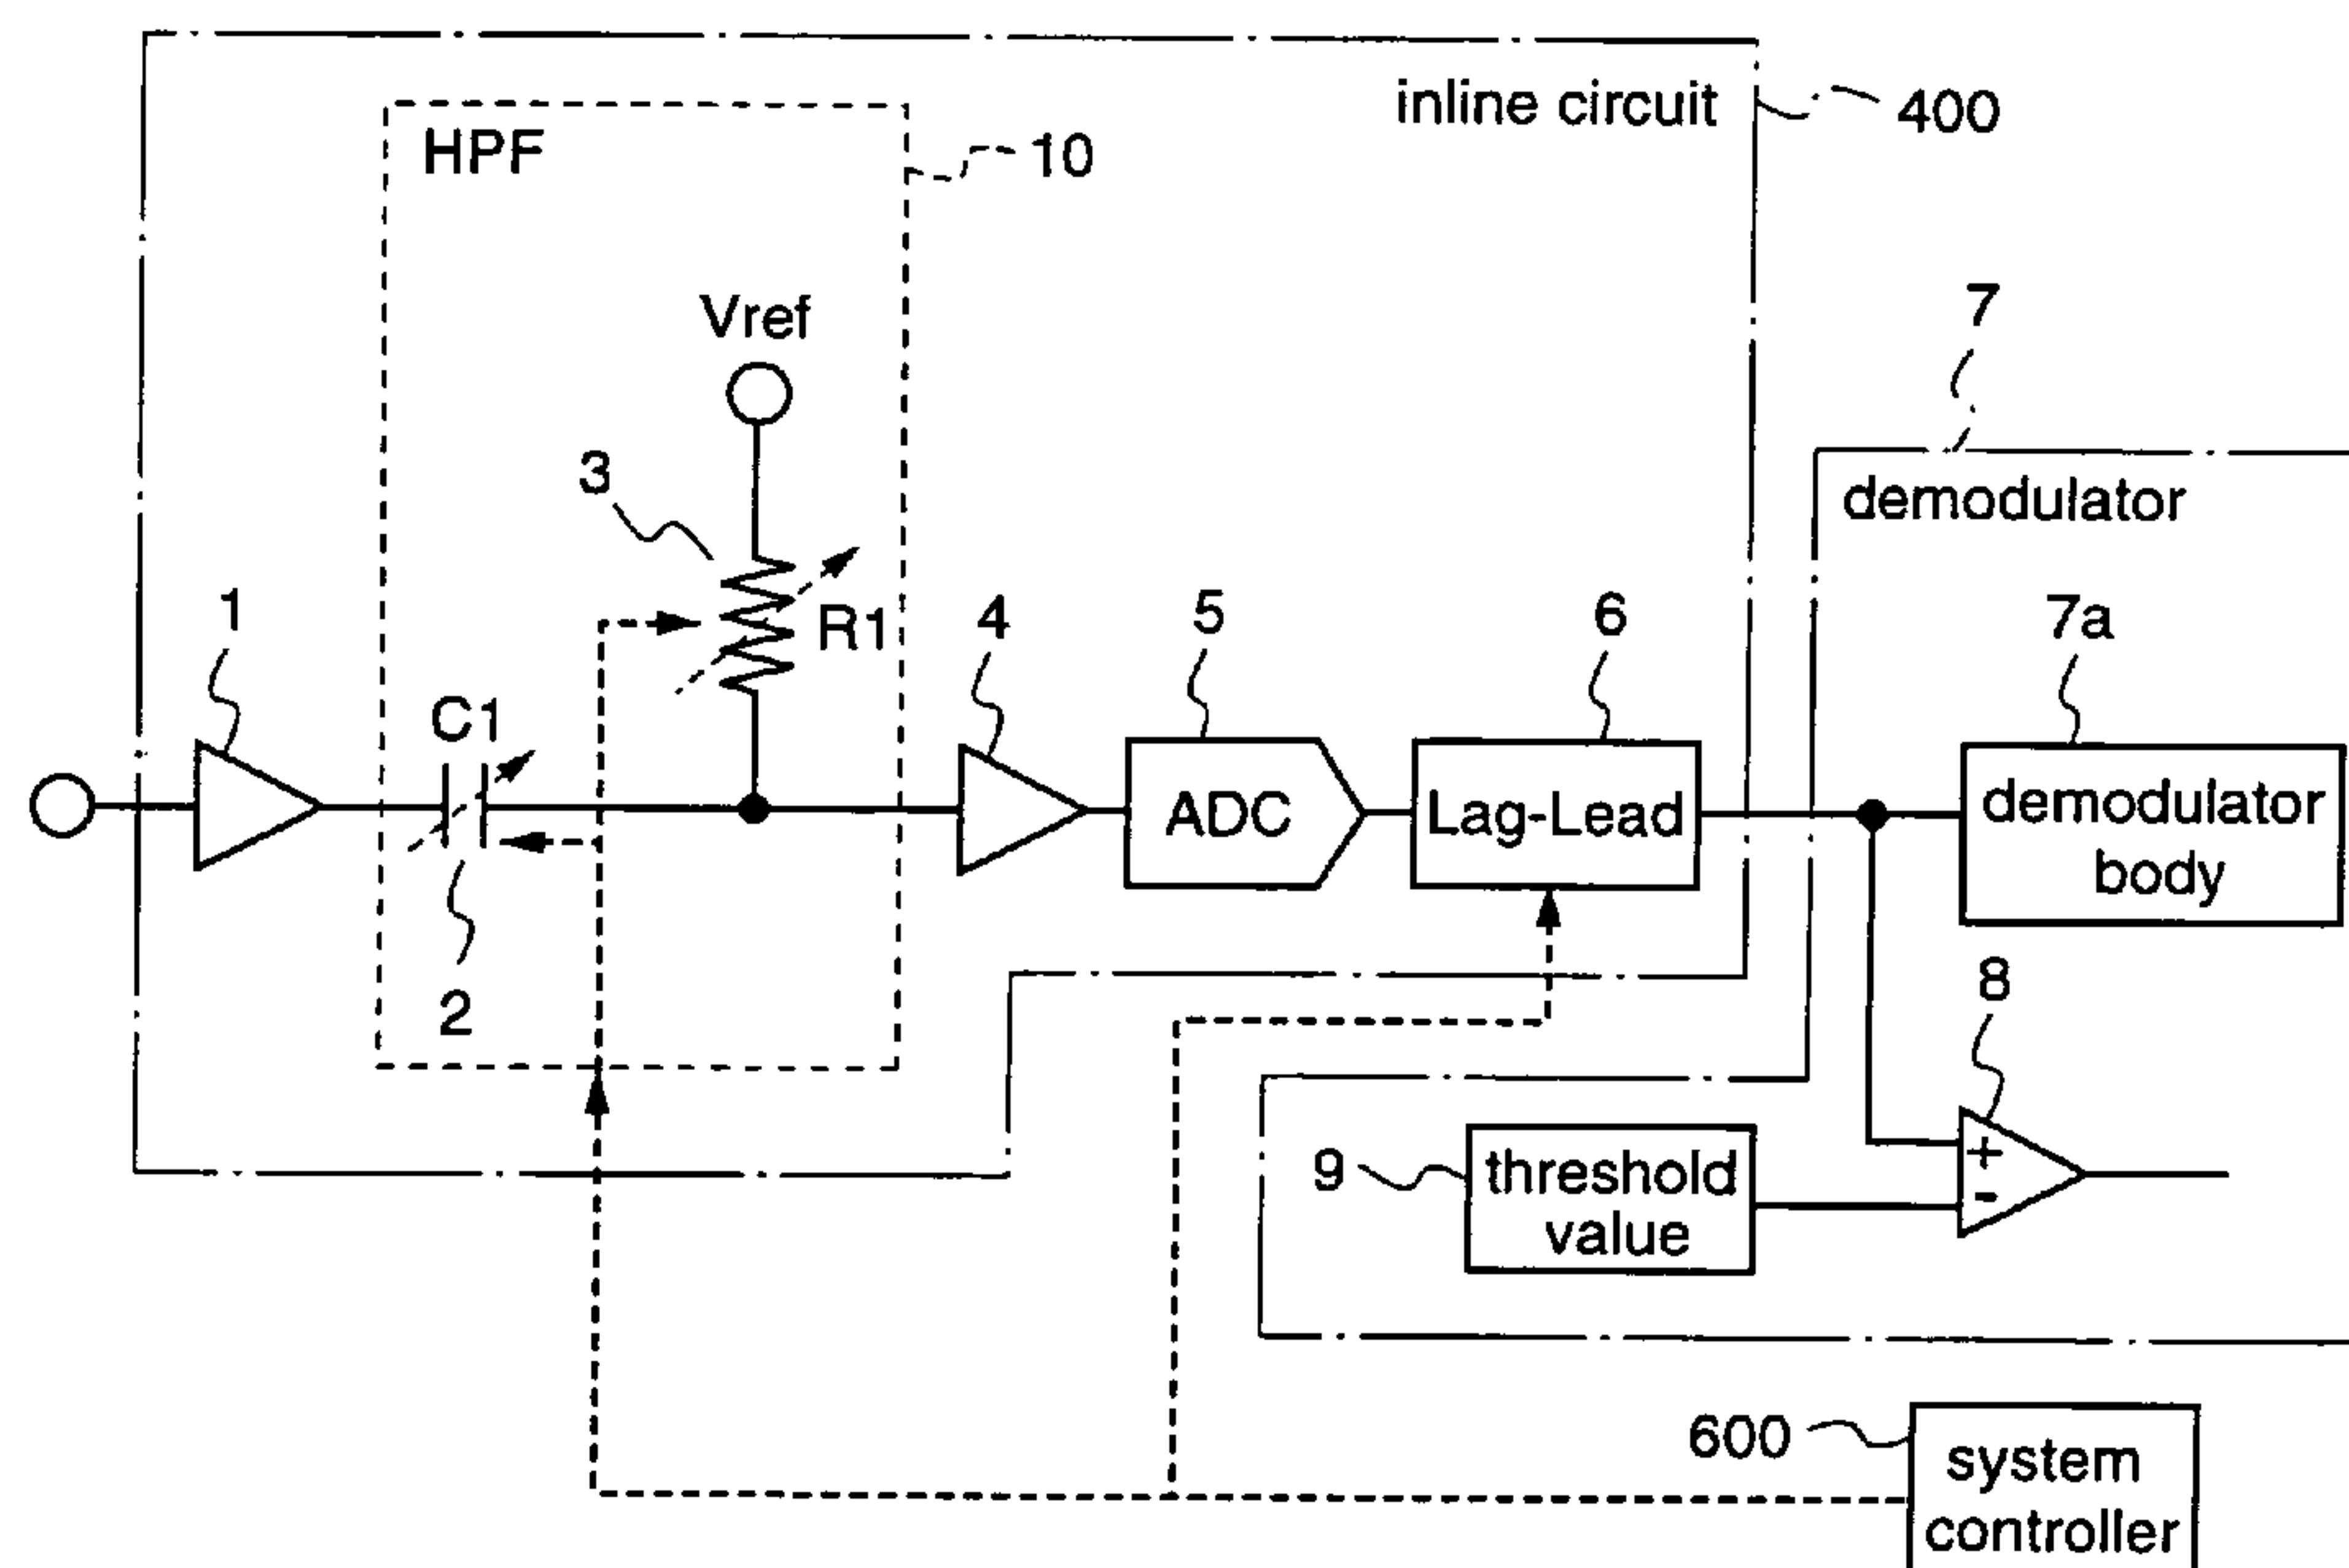 inline circuit
400
HPF
10
Vref
7
3
demodulator
1
R1
4
5
6
7a
C1
ADC
Lag-Lead
demodulator
body
2
8
+
-
9
threshold
value
600
system
controller